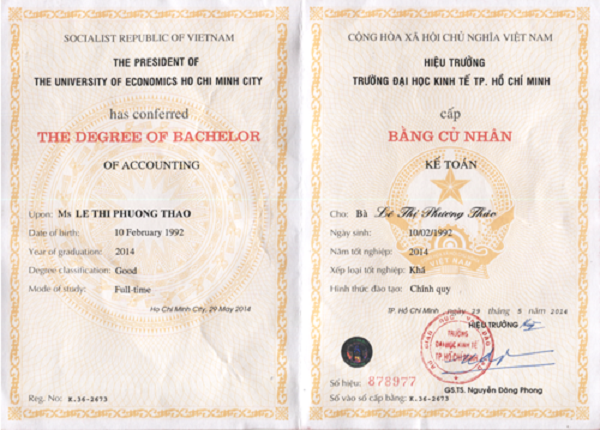 SOCIALIST REPUBLIC OF VIETNAM
THE PRESIDENT OF
THE UNIVERSITY OF ECONOMICS HO CHI MINH CITY
has conferred
THE DEGREE OF BACHELOR
OF ACCOUNTING
Upon: Ms LE THI PHUONG THAO
Date of birth: 10 February 1992
Year of graduation: 2014
Degree classification: Good
Mode of study: Full-time
Ho Chi Minh City, 29 May 2014
Reg. No: K.36-2673
CỘNG HÒA XÃ HỘI CHỦ NGHĨA VIỆT NAM
HIỆU TRƯỞNG
TRƯỜNG ĐẠI HỌC KINH TẾ TP. HỒ CHÍ MINH
cấp
BẰNG CỬ NHÂN
KẾ TOÁN
VIỆT NAM
Cho: Bà Lê Thị Phương Thảo
Ngày sinh: 10/02/1992
Năm tốt nghiệp: 2014
Xếp loại tốt nghiệp: Khá
Hình thức đào tạo: Chính quy
TP. Hồ Chí Minh, ngày 29 tháng 5 năm 2014
HIỆU TRƯỞNG
TRƯỜNG
ĐẠI HỌC KINH TẾ
TP. HỒ CHÍ MINH
Số hiệu: 878977
GS.TS. Nguyễn Đông Phong
Số vào sổ cấp bằng: K.36-2673